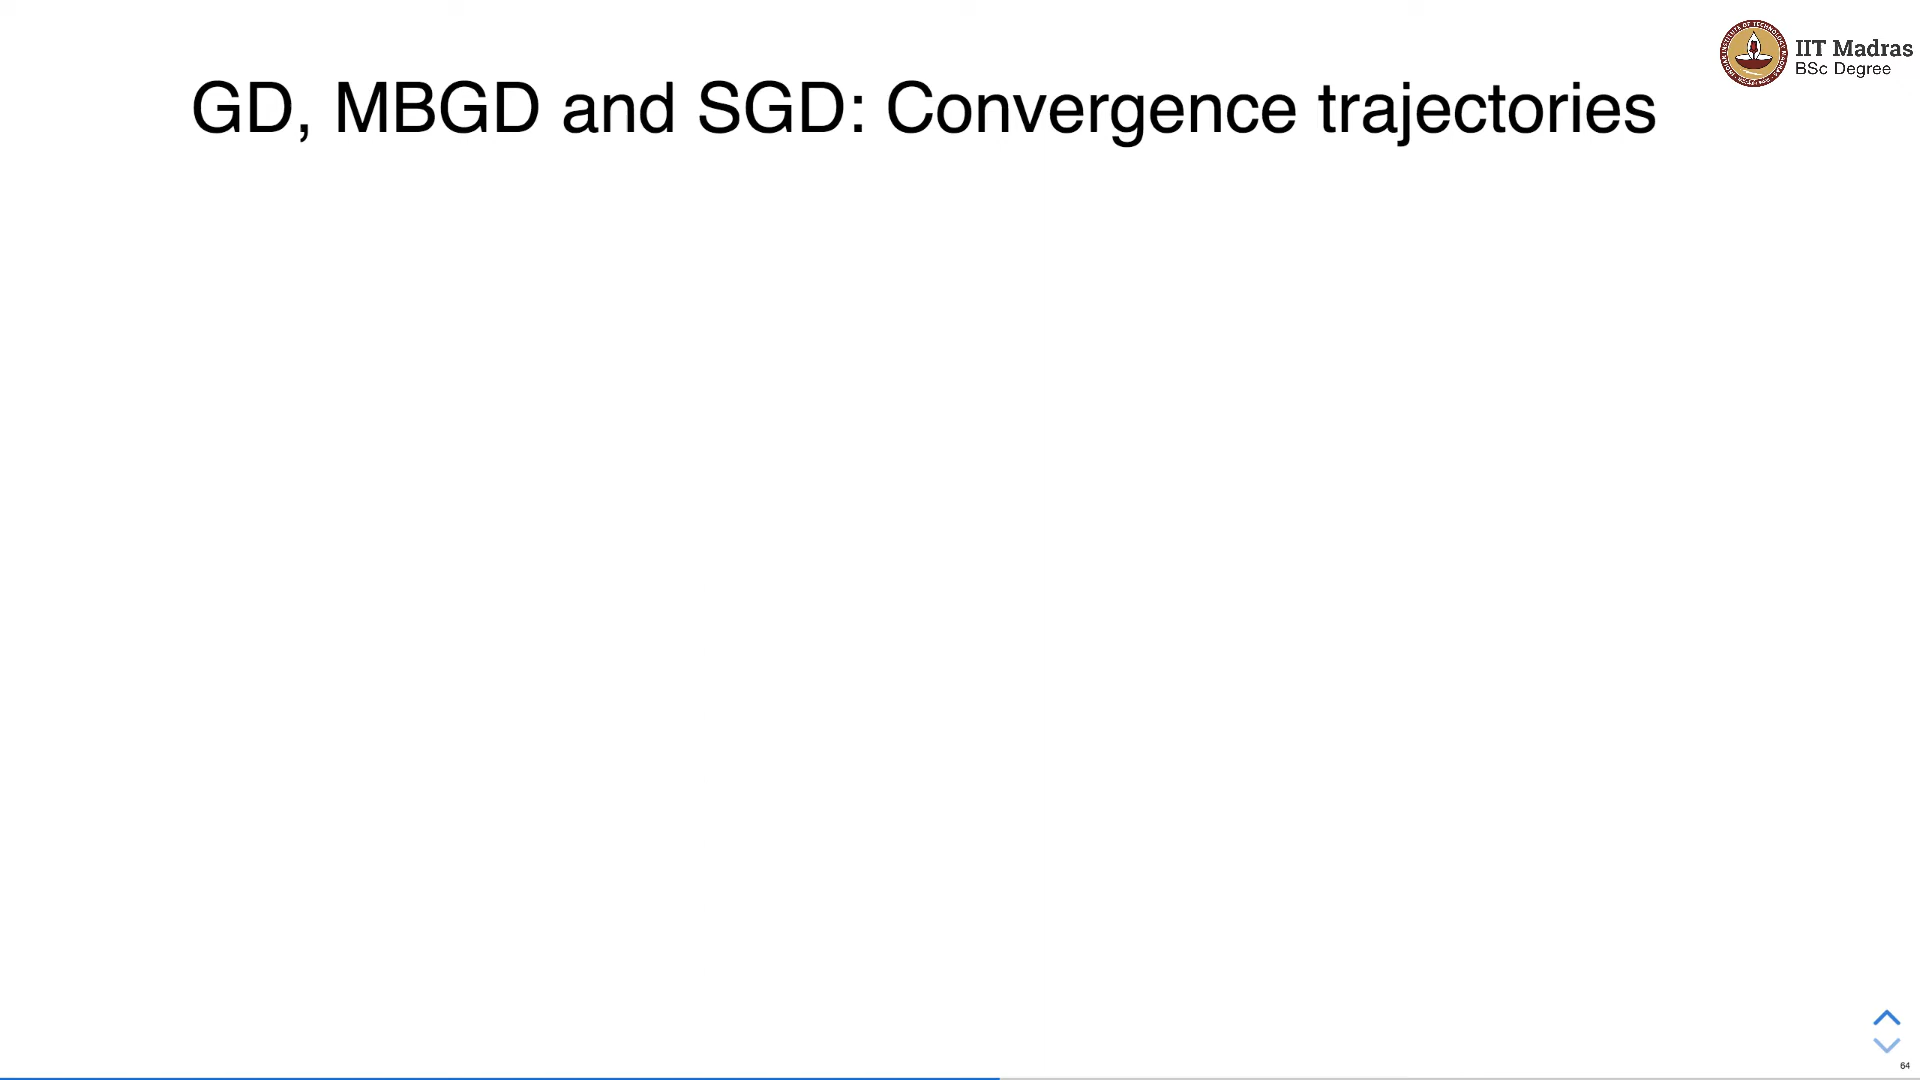 IIT Madras
BSc Degree
GD, MBGD and SGD: Convergence trajectories
64